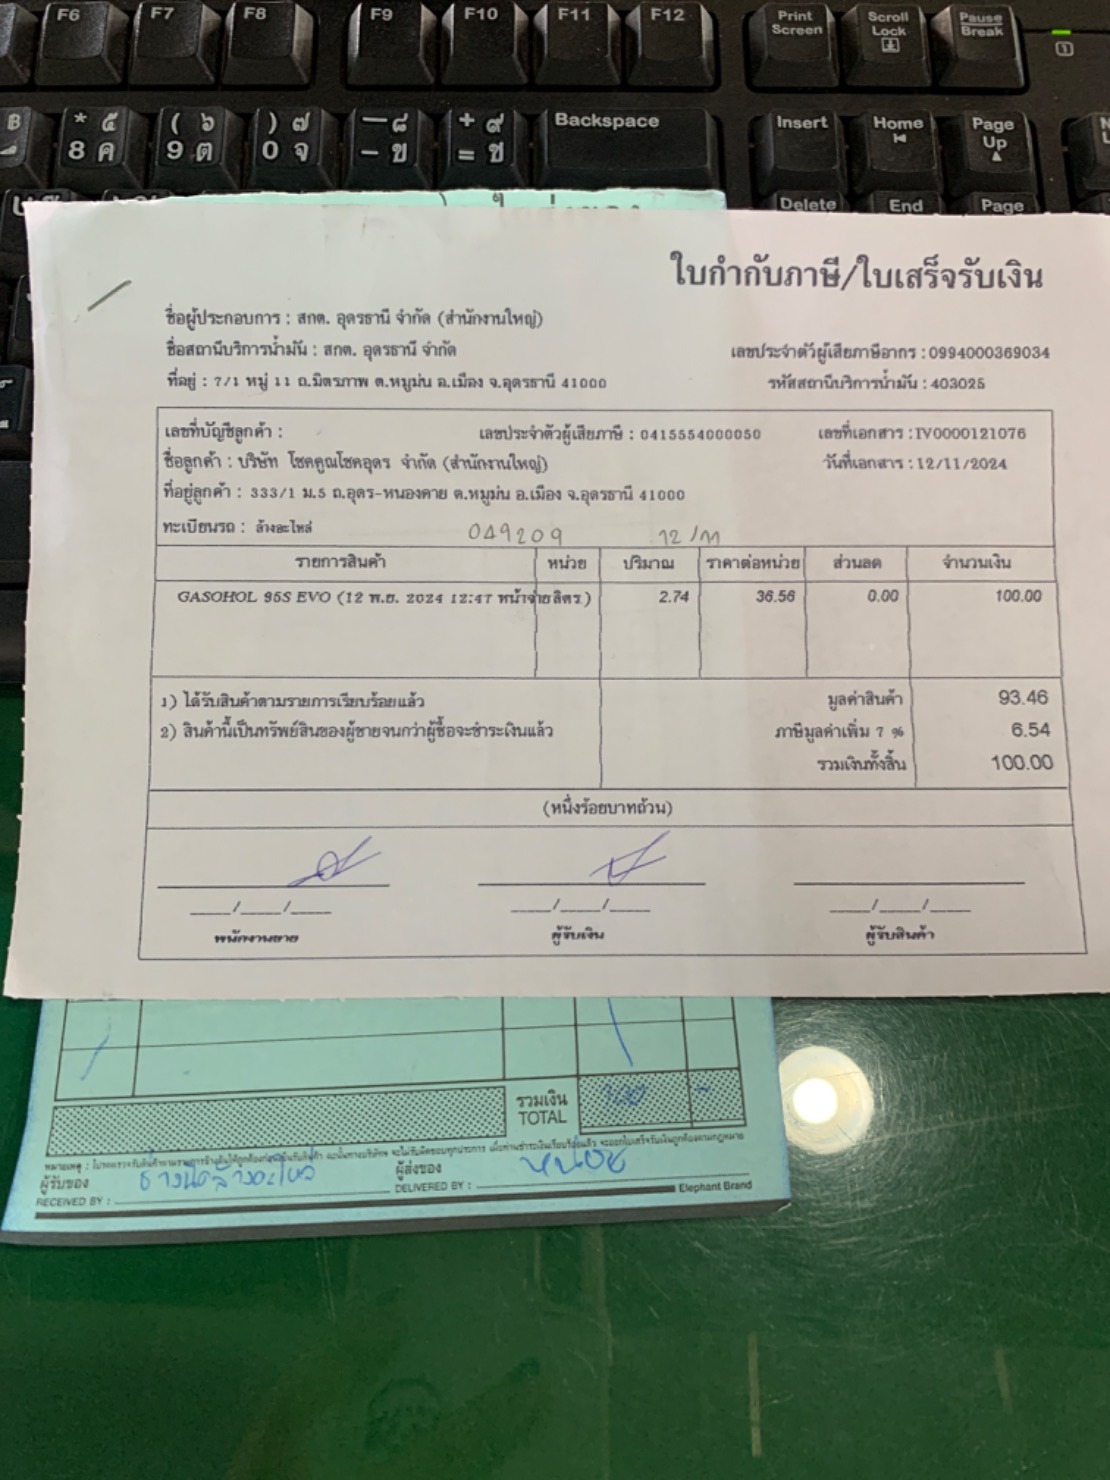 F6 F7 F8 F9 F10 F11 F12 Print Screen Scroll Lock Pause Break
฿ * ๕ 8 ค ( ๖ 9 ต ) ๗ 0 จ — ๘ - ข + ๙ = ช Backspace Insert Home Page Up
Delete End Page
ใบกำกับภาษี/ใบเสร็จรับเงิน
ชื่อผู้ประกอบการ : สกต. อุดรธานี จำกัด (สำนักงานใหญ่)
ชื่อสถานีบริการน้ำมัน : สกต. อุดรธานี จำกัด เลขประจำตัวผู้เสียภาษีอากร : 0994000369034
ที่อยู่ : 7/1 หมู่ 11 ถ.มิตรภาพ ต.หมูม่น อ.เมือง จ.อุดรธานี 41000 รหัสสถานีบริการน้ำมัน : 403025
เลขที่บัญชีลูกค้า : เลขประจำตัวผู้เสียภาษี : 0415554000050 เลขที่เอกสาร : IV0000121076
ชื่อลูกค้า : บริษัท โชคคูณโชคอุดร จำกัด (สำนักงานใหญ่) วันที่เอกสาร : 12/11/2024
ที่อยู่ลูกค้า : 333/1 ม.5 ถ.อุดร-หนองคาย ต.หมูม่น อ.เมือง จ.อุดรธานี 41000
ทะเบียนรถ : ล้างอะไหล่ 049209 12/11
รายการสินค้า หน่วย ปริมาณ ราคาต่อหน่วย ส่วนลด จำนวนเงิน
GASOHOL 95S EVO (12 พ.ย. 2024 12:47 หน้าจ่ายลิตร) 2.74 36.56 0.00 100.00
1) ได้รับสินค้าตามรายการเรียบร้อยแล้ว มูลค่าสินค้า 93.46
2) สินค้านี้เป็นทรัพย์สินของผู้ขายจนกว่าผู้ซื้อจะชำระเงินแล้ว ภาษีมูลค่าเพิ่ม 7 % 6.54
รวมเงินทั้งสิ้น 100.00
(หนึ่งร้อยบาทถ้วน)
___/___/___ ___/___/___ ___/___/___
พนักงานขาย ผู้รับเงิน ผู้รับสินค้า
รวมเงิน 100 -
TOTAL
ผู้รับของ ผู้ส่งของ
RECEIVED BY : DELIVERED BY : Elephant Brand